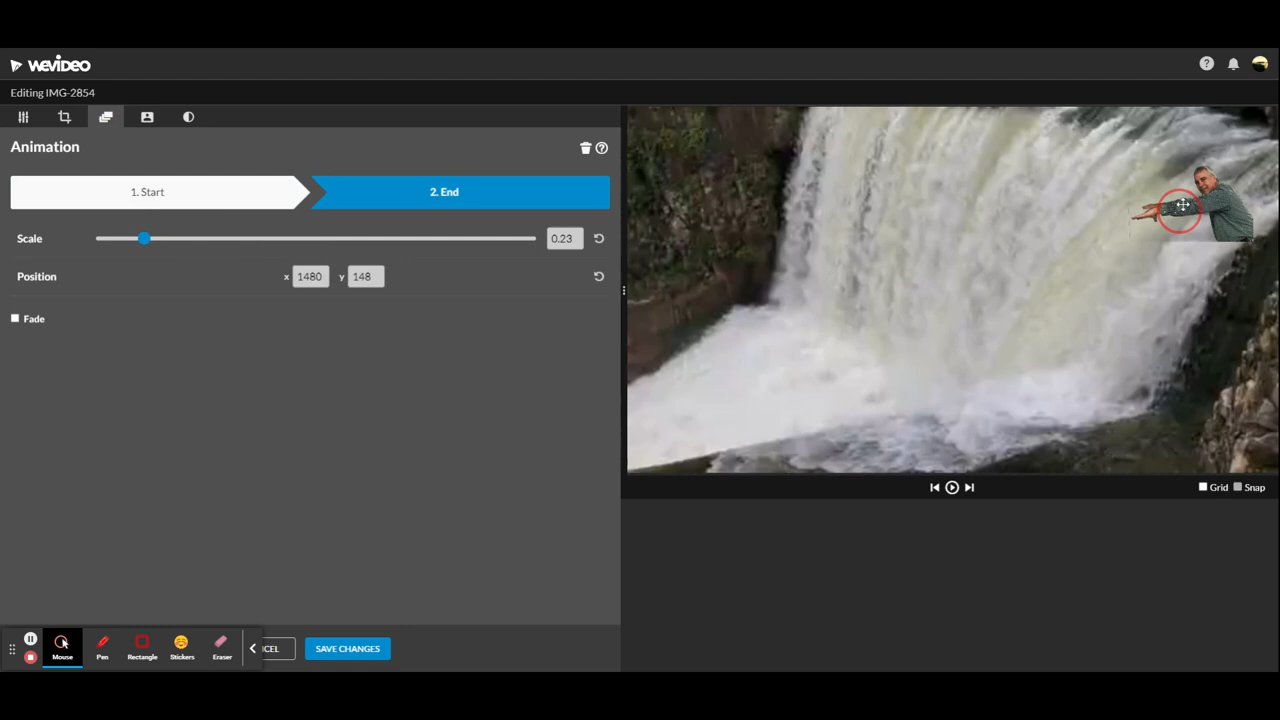 WEVIDEO
Editing IMG-2854
Animation
1. Start
2. End
Scale
0.23
Position
x 1480 y 148
Fade
Grid
Snap
Mouse
Pen
Rectangle
Stickers
Eraser
CEL
SAVE CHANGES